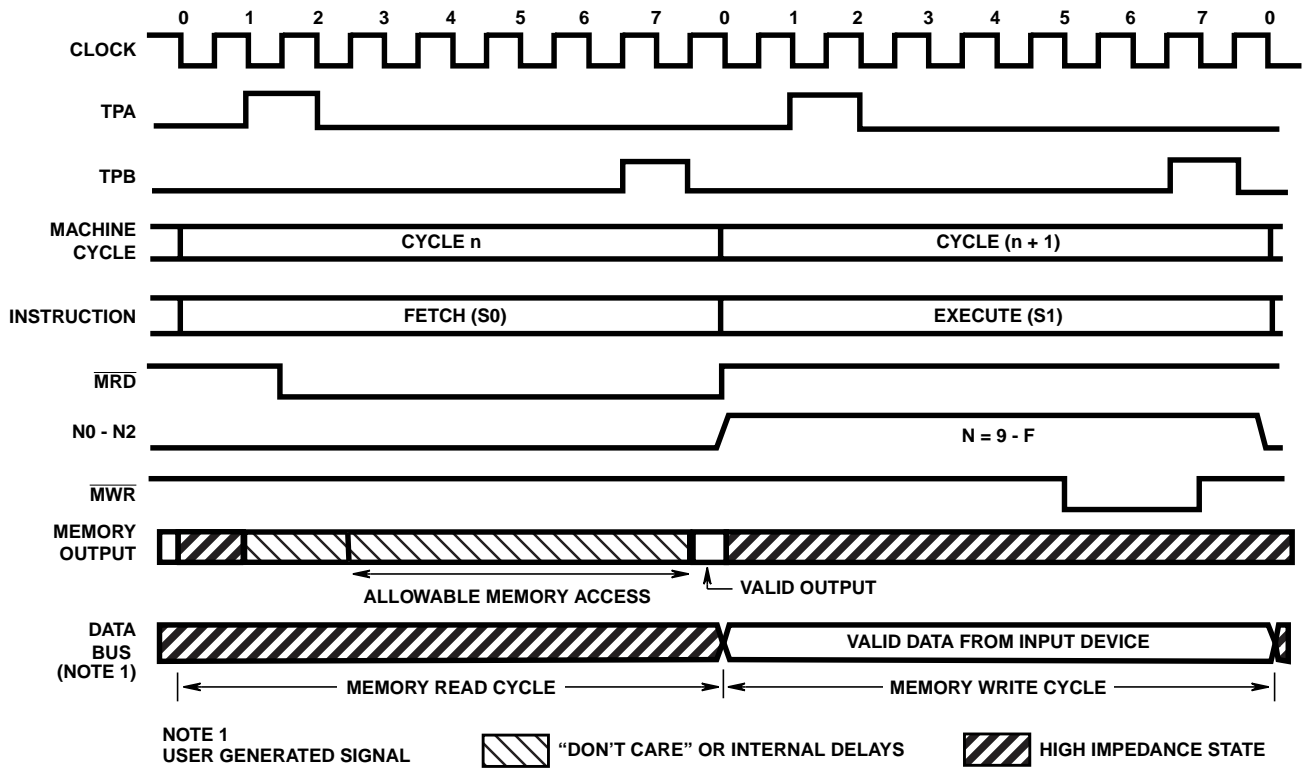 0 1 2 3 4 5 6 7 0 1 2 3 4 5 6 7 0
CLOCK
TPA
TPB
MACHINE
CYCLE
CYCLE n
CYCLE (n + 1)
INSTRUCTION
FETCH (S0)
EXECUTE (S1)
MRD
N0 - N2
N = 9 - F
MWR
MEMORY
OUTPUT
ALLOWABLE MEMORY ACCESS
VALID OUTPUT
DATA
BUS
(NOTE 1)
VALID DATA FROM INPUT DEVICE
MEMORY READ CYCLE
MEMORY WRITE CYCLE
NOTE 1
USER GENERATED SIGNAL
“DON’T CARE” OR INTERNAL DELAYS
HIGH IMPEDANCE STATE